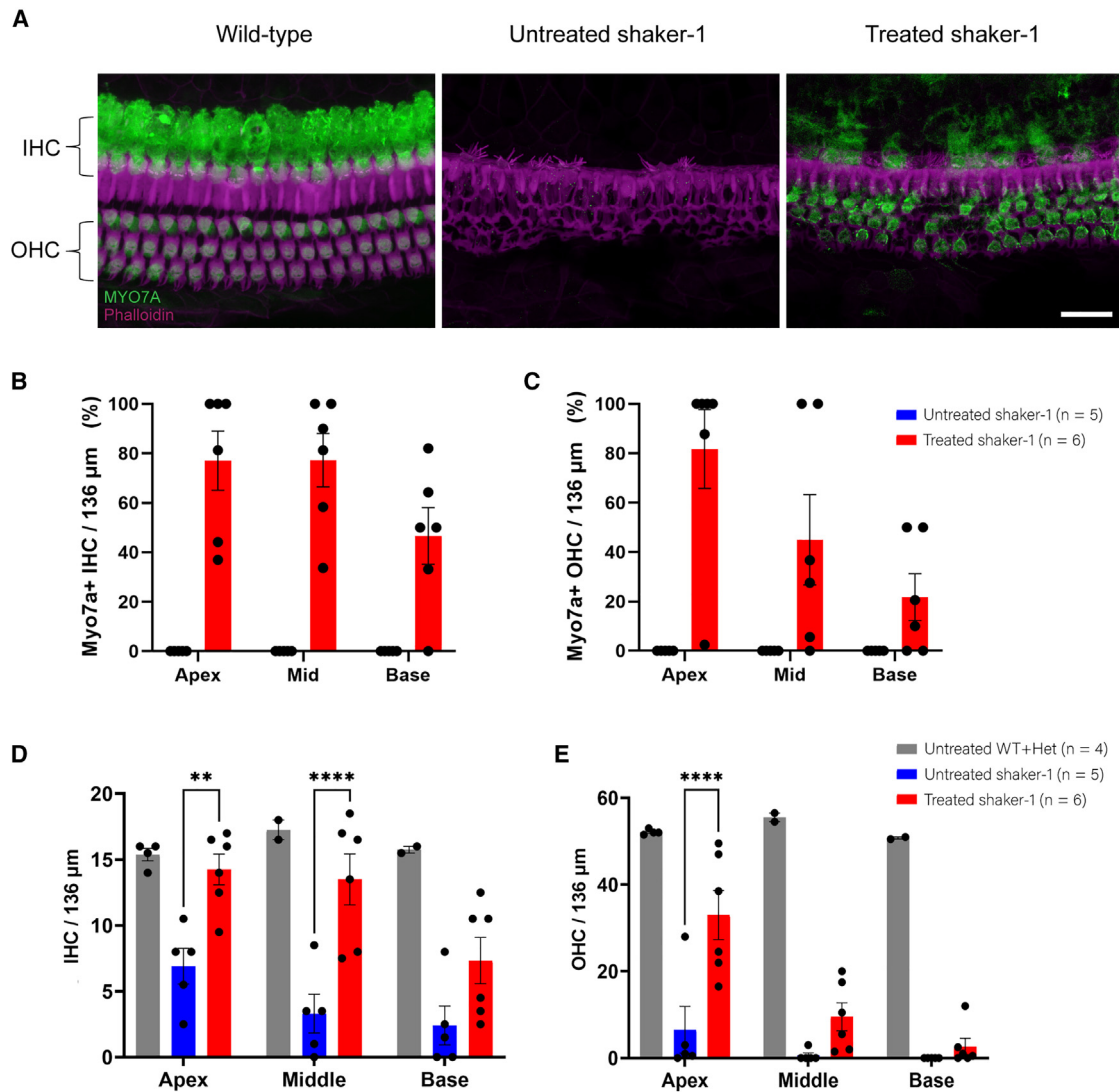 A
Wild-type
Untreated shaker-1
Treated shaker-1
IHC
OHC
MYO7A
Phalloidin
B
Myo7a+ IHC / 136 µm (%)
100
80
60
40
20
0
Apex
Mid
Base
C
Myo7a+ OHC / 136 µm (%)
100
80
60
40
20
0
Apex
Mid
Base
Untreated shaker-1 (n = 5)
Treated shaker-1 (n = 6)
D
IHC / 136 µm
20
15
10
5
0
**
****
Apex
Middle
Base
E
OHC / 136 µm
60
40
20
0
****
Apex
Middle
Base
Untreated WT+Het (n = 4)
Untreated shaker-1 (n = 5)
Treated shaker-1 (n = 6)